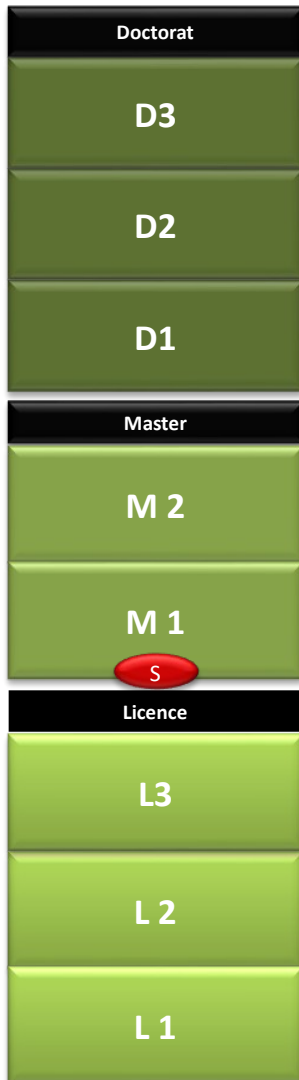 Doctorat
D3
D2
D1
Master
M 2
M 1
S
Licence
L3
L 2
L 1